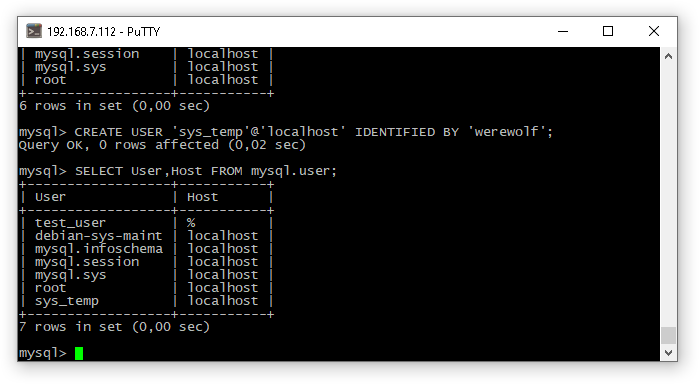 192.168.7.112 - PuTTY
| mysql.session    | localhost |
| mysql.sys        | localhost |
| root             | localhost |
+------------------+-----------+
6 rows in set (0,00 sec)
mysql> CREATE USER 'sys_temp'@'localhost' IDENTIFIED BY 'werewolf';
Query OK, 0 rows affected (0,02 sec)
mysql> SELECT User,Host FROM mysql.user;
+------------------+-----------+
| User             | Host      |
+------------------+-----------+
| test_user        | %         |
| debian-sys-maint | localhost |
| mysql.infoschema | localhost |
| mysql.session    | localhost |
| mysql.sys        | localhost |
| root             | localhost |
| sys_temp         | localhost |
+------------------+-----------+
7 rows in set (0,00 sec)
mysql>